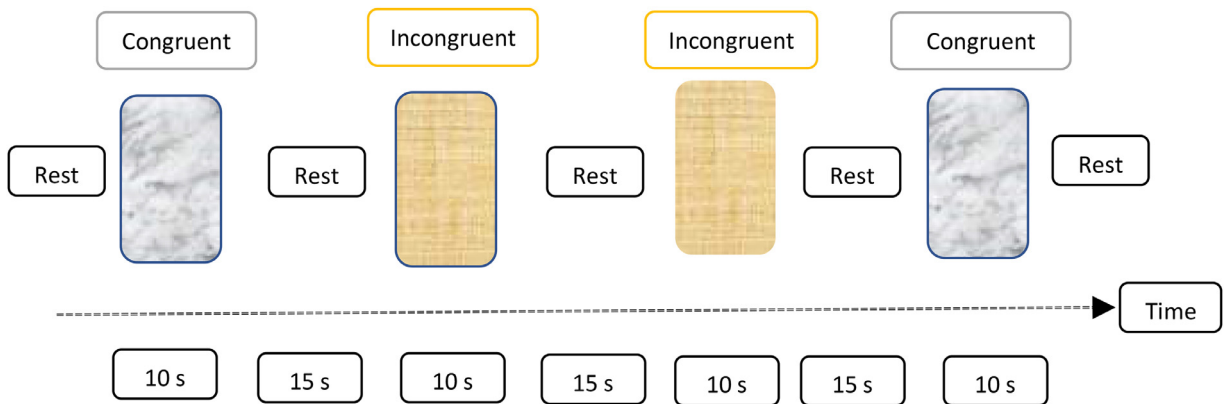 Congruent
Incongruent
Incongruent
Congruent
Rest
Rest
Rest
Rest
Rest
Time
10 s
15 s
10 s
15 s
10 s
15 s
10 s